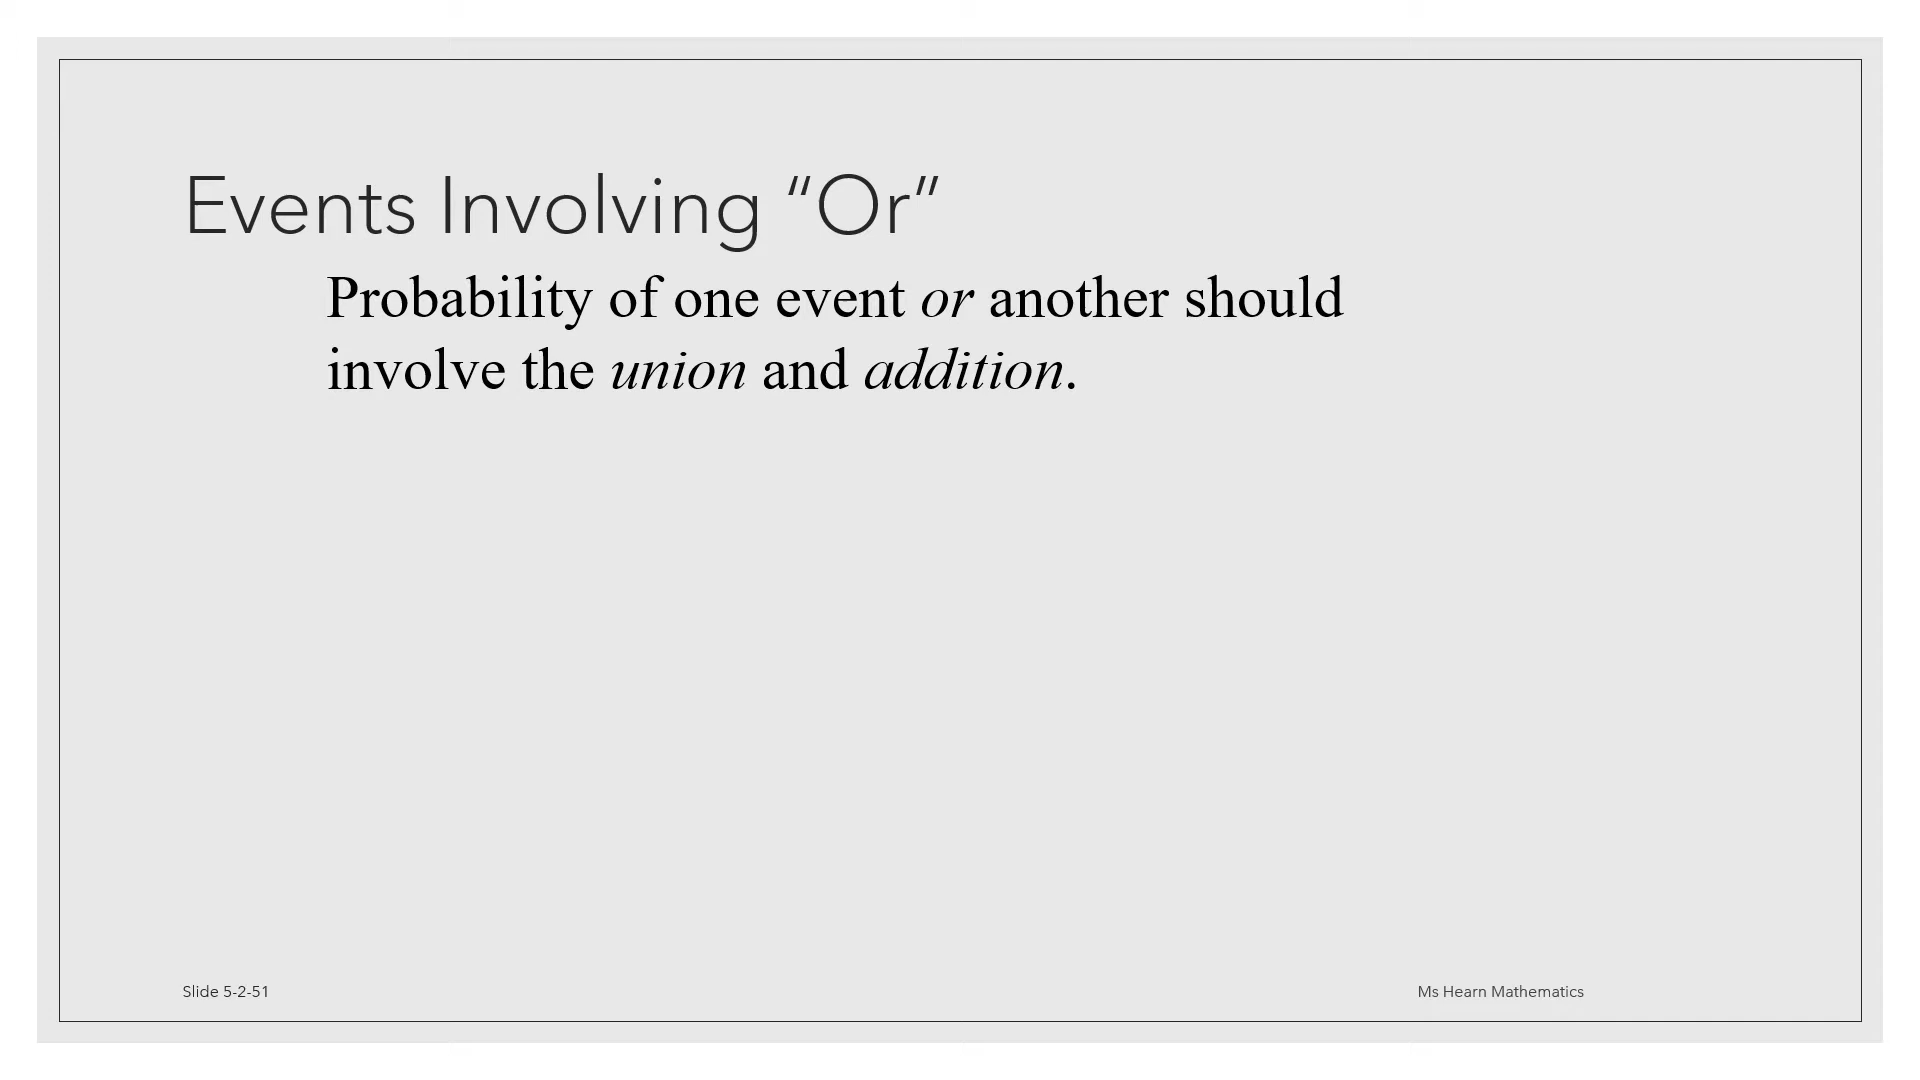 Events Involving “Or”
Probability of one event or another should
involve the union and addition.
Slide 5-2-51
Ms Hearn Mathematics